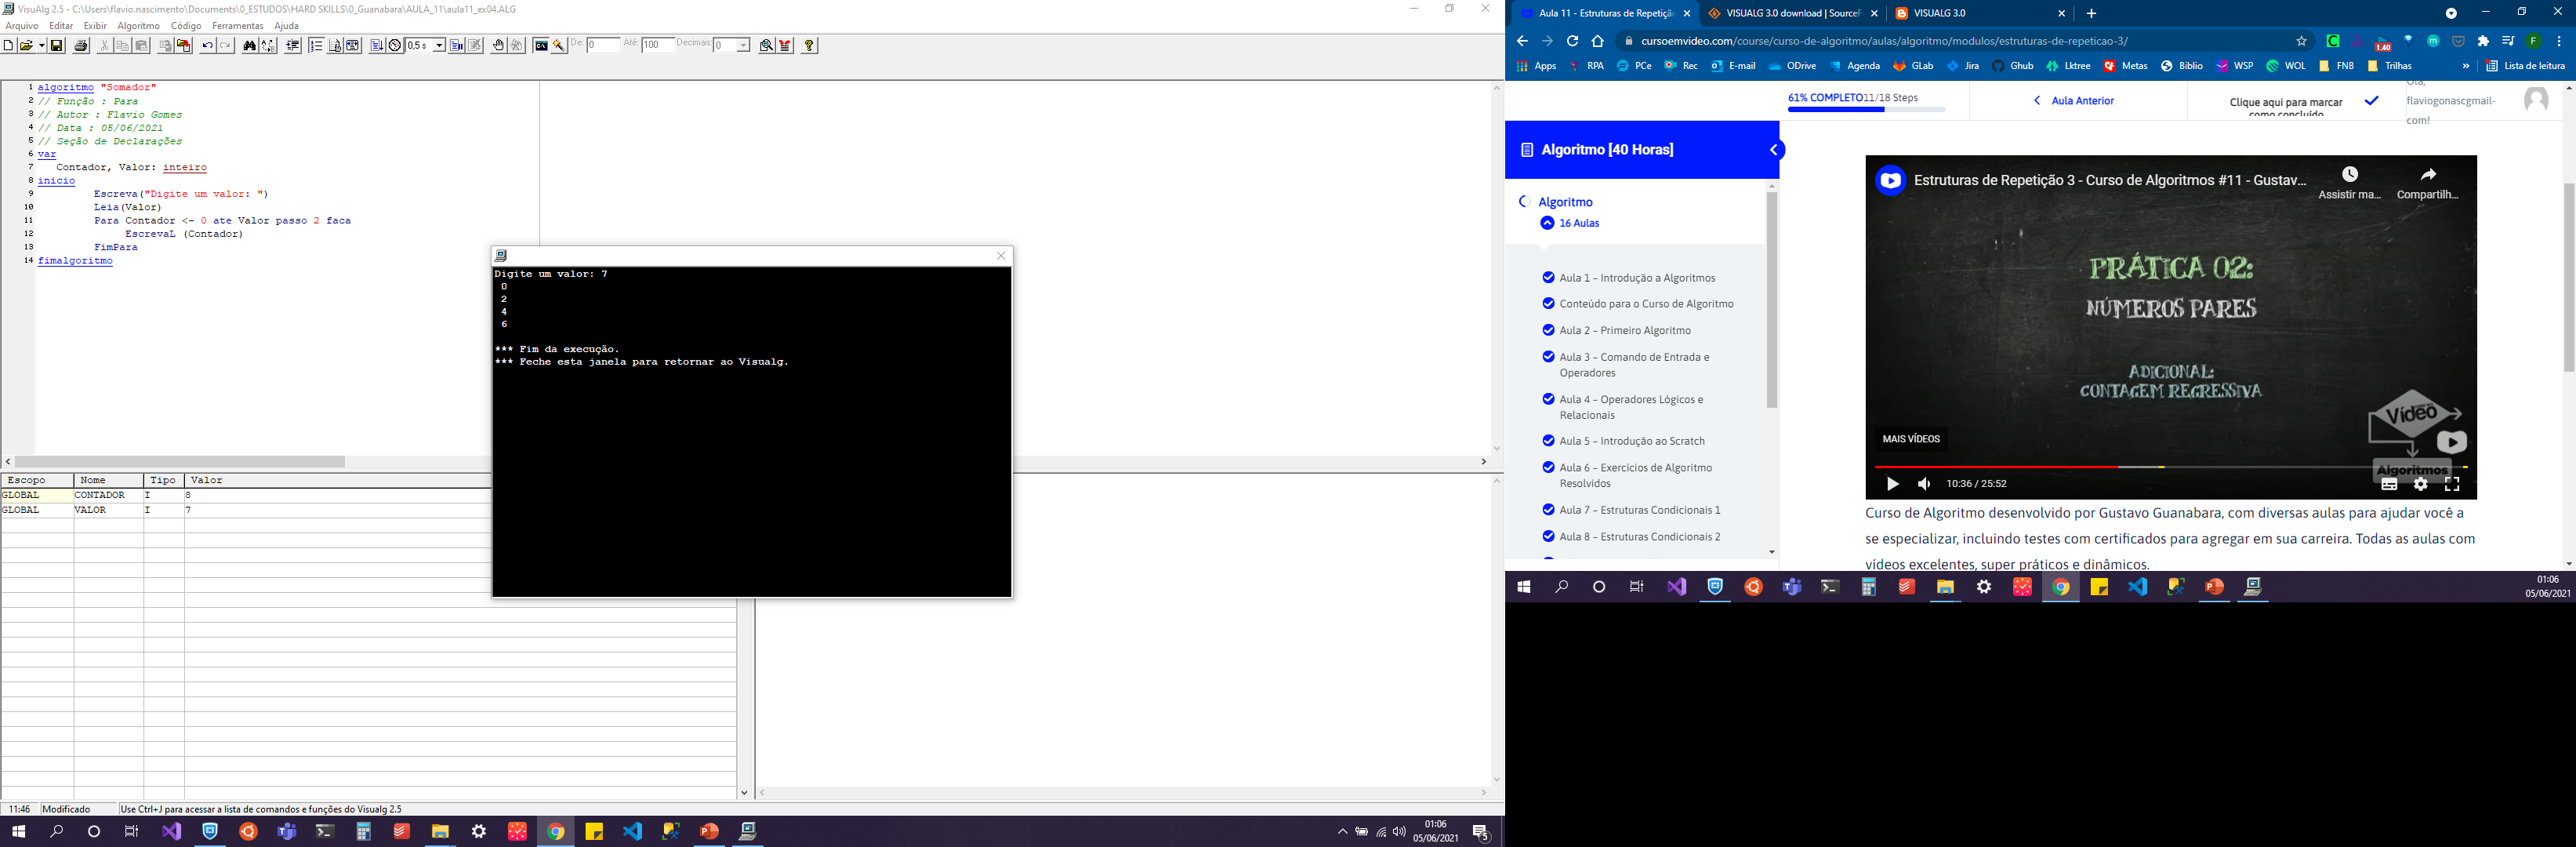 VisuAlg 2.5 - C:\Users\flavio.nascimento\Documents\0_ESTUDOS\HARD SKILLS\0_Guanabara\AULA_11\aula11_ex04.ALG
Arquivo Editar Exibir Algoritmo Código Ferramentas Ajuda
0,5 s De: 0 Até: 100 Decimais: 0
1 algoritmo "Somador"
2 // Função : Para
3 // Autor : Flavio Gomes
4 // Data : 05/06/2021
5 // Seção de Declarações
6 var
7 Contador, Valor: inteiro
8 inicio
9 Escreva("Digite um valor: ")
10 Leia(Valor)
11 Para Contador <- 0 ate Valor passo 2 faca
12 EscrevaL (Contador)
13 FimPara
14 fimalgoritmo
Digite um valor: 7
0
2
4
6
*** Fim da execução.
*** Feche esta janela para retornar ao Visualg.
Escopo Nome Tipo Valor
GLOBAL CONTADOR I 8
GLOBAL VALOR I 7
11:46 Modificado Use Ctrl+J para acessar a lista de comandos e funções do Visualg 2.5
01:06
05/06/2021
5
Aula 11 - Estruturas de Repetiçã VISUALG 3.0 download | SourceF VISUALG 3.0
cursoemvideo.com/course/curso-de-algoritmo/aulas/algoritmo/modulos/estruturas-de-repeticao-3/
1.40
F
Apps RPA PCe Rec E-mail ODrive Agenda GLab Jira Ghub Lktree Metas Biblio WSP WOL FNB Trilhas » Lista de leitura
61% COMPLETO 11/18 Steps
Aula Anterior
Clique aqui para marcar
como concluído
Olá,
flaviogonascgmail-
com!
Algoritmo [40 Horas]
Algoritmo
16 Aulas
Aula 1 – Introdução a Algoritmos
Conteúdo para o Curso de Algoritmo
Aula 2 – Primeiro Algoritmo
Aula 3 – Comando de Entrada e
Operadores
Aula 4 – Operadores Lógicos e
Relacionais
Aula 5 – Introdução ao Scratch
Aula 6 – Exercícios de Algoritmo
Resolvidos
Aula 7 – Estruturas Condicionais 1
Aula 8 – Estruturas Condicionais 2
Estruturas de Repetição 3 - Curso de Algoritmos #11 - Gustav...
Assistir ma... Compartilh...
PRÁTICA 02:
NÚMEROS PARES
ADICIONAL:
CONTAGEM REGRESSIVA
Vídeo
Algoritmos
MAIS VÍDEOS
10:36 / 25:52
Curso de Algoritmo desenvolvido por Gustavo Guanabara, com diversas aulas para ajudar você a
se especializar, incluindo testes com certificados para agregar em sua carreira. Todas as aulas com
vídeos excelentes, super práticos e dinâmicos.
01:06
05/06/2021